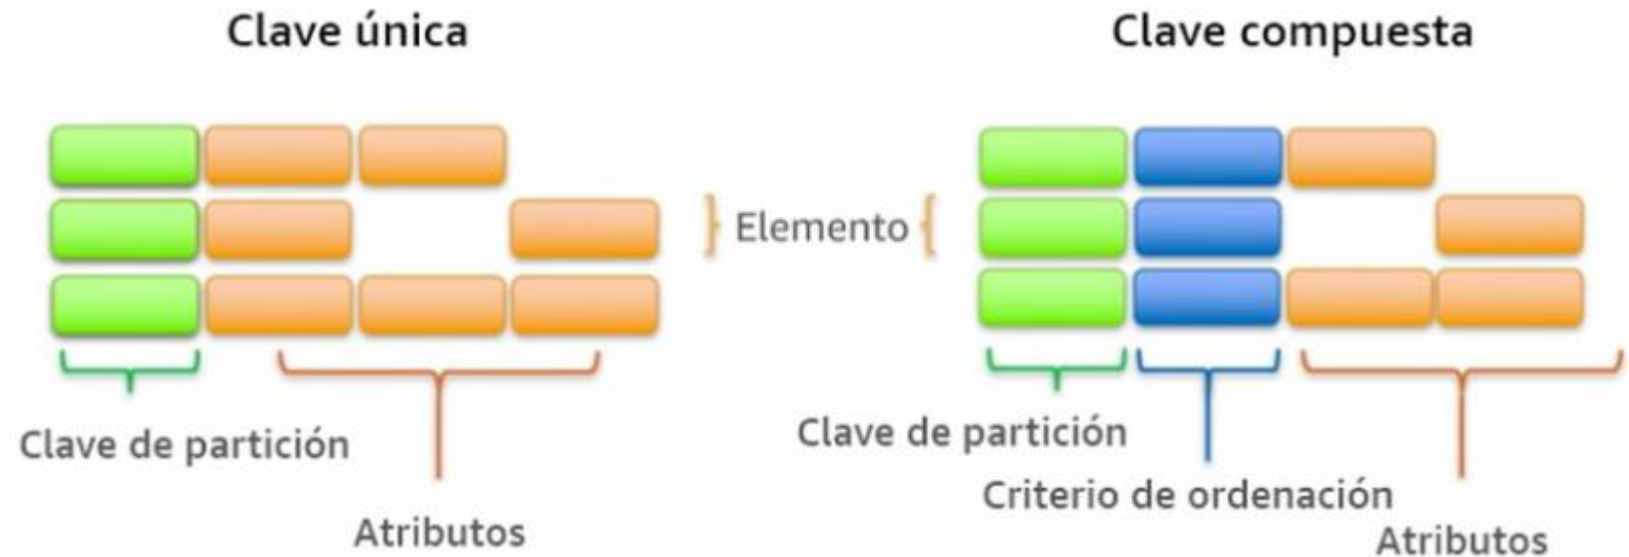 Clave única
Clave compuesta
Elemento
Clave de partición
Atributos
Clave de partición
Criterio de ordenación
Atributos